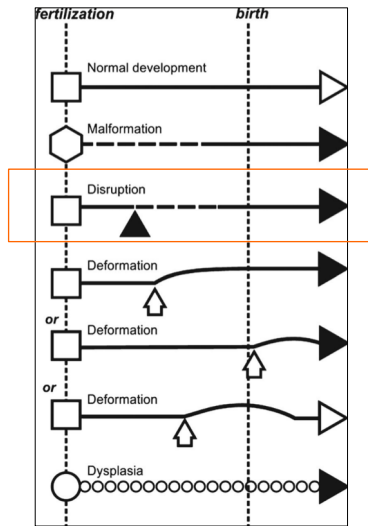 fertilization birth
Normal development
Malformation
Disruption
Deformation
or
Deformation
or
Deformation
Dysplasia